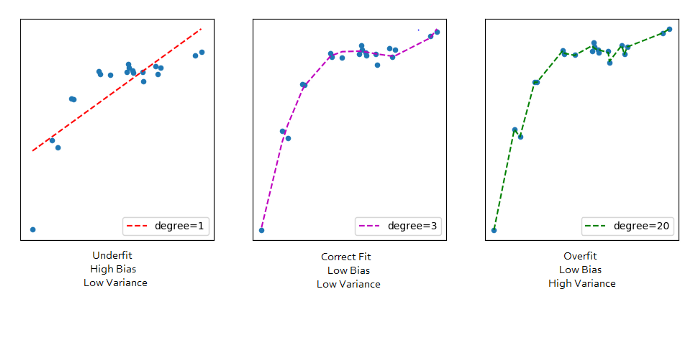 degree=1
Underfit
High Bias
Low Variance
degree=3
Correct Fit
Low Bias
Low Variance
degree=20
Overfit
Low Bias
High Variance